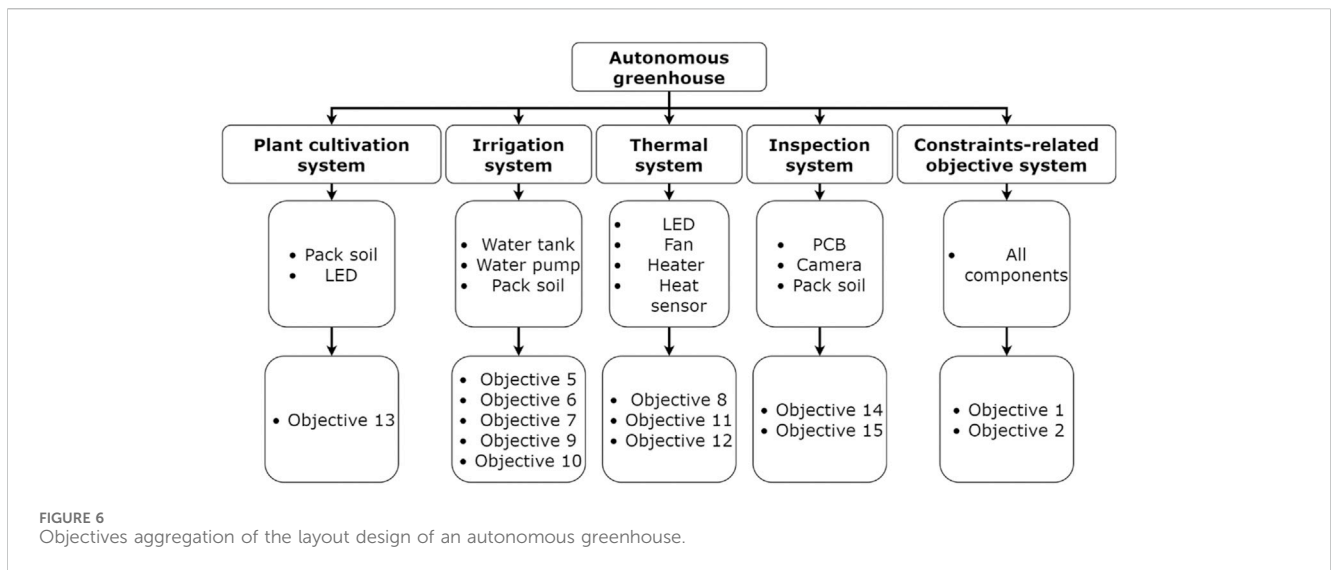 Autonomous
greenhouse
Plant cultivation
system
Irrigation
system
Thermal
system
Inspection
system
Constraints-related
objective system
• Pack soil
• LED
• Water tank
• Water pump
• Pack soil
• LED
• Fan
• Heater
• Heat
sensor
• PCB
• Camera
• Pack soil
• All
components
• Objective 13
• Objective 5
• Objective 6
• Objective 7
• Objective 9
• Objective 10
• Objective 8
• Objective 11
• Objective 12
• Objective 14
• Objective 15
• Objective 1
• Objective 2
FIGURE 6
Objectives aggregation of the layout design of an autonomous greenhouse.